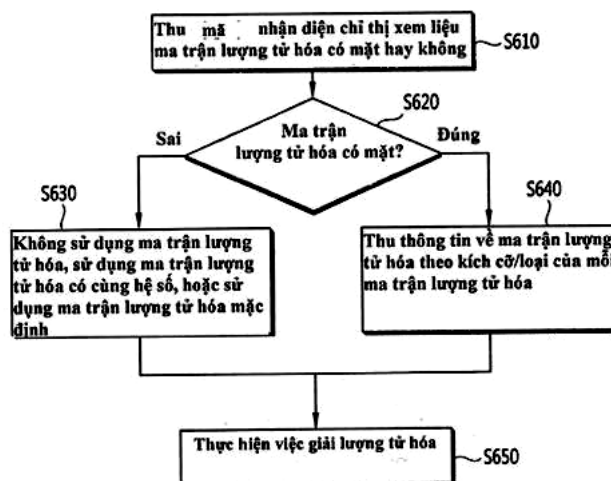 Thu mã nhận diện chỉ thị xem liệu
ma trận lượng tử hóa có mặt hay không
S610
S620
Ma trận
lượng tử hóa có mặt?
Sai
Đúng
S630
Không sử dụng ma trận lượng
tử hóa, sử dụng ma trận lượng
tử hóa có cùng hệ số, hoặc sử
dụng ma trận lượng tử hóa mặc
định
S640
Thu thông tin về ma trận lượng
tử hóa theo kích cỡ/loại của mỗi
ma trận lượng tử hóa
Thực hiện việc giải lượng tử hóa
S650